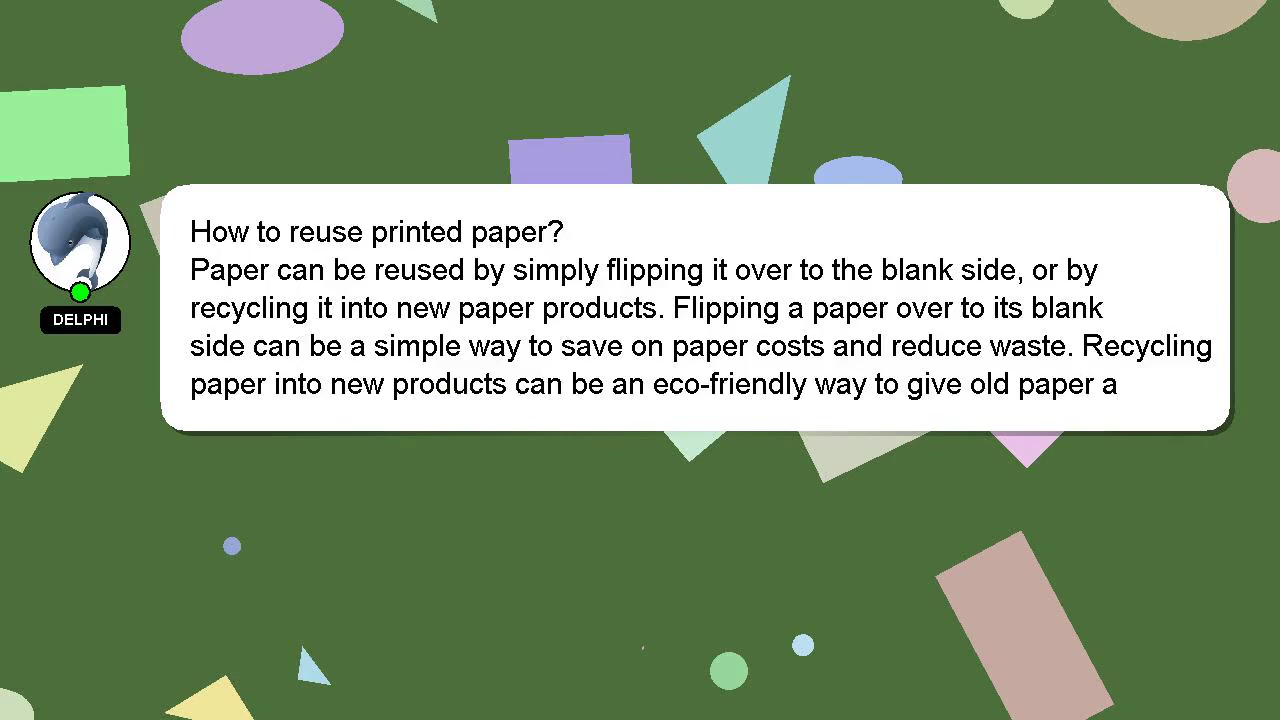 How to reuse printed paper?
Paper can be reused by simply flipping it over to the blank side, or by
recycling it into new paper products. Flipping a paper over to its blank
side can be a simple way to save on paper costs and reduce waste. Recycling
paper into new products can be an eco-friendly way to give old paper a
DELPHI